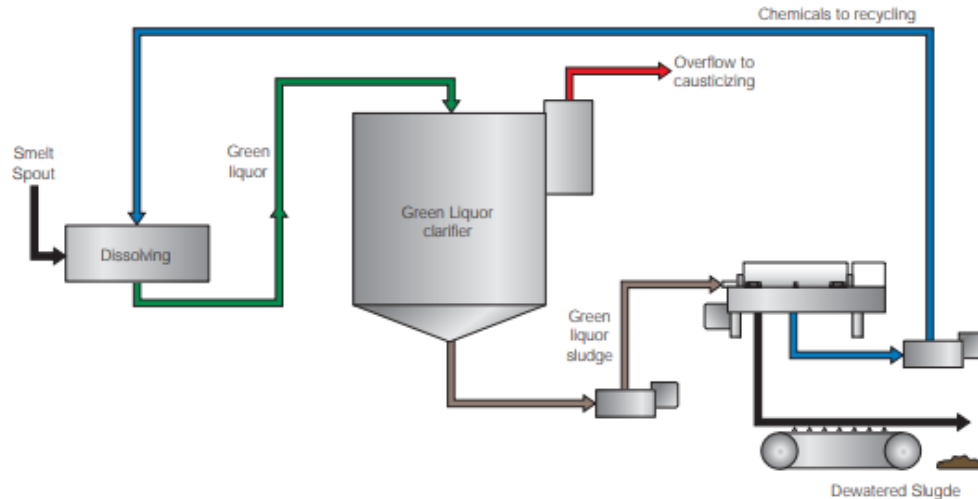 Chemicals to recycling
Overflow to
causticizing
Smelt
Spout
Green
liquor
Green Liquor
clarifier
Dissolving
Green
liquor
sludge
Dewatered Slugde